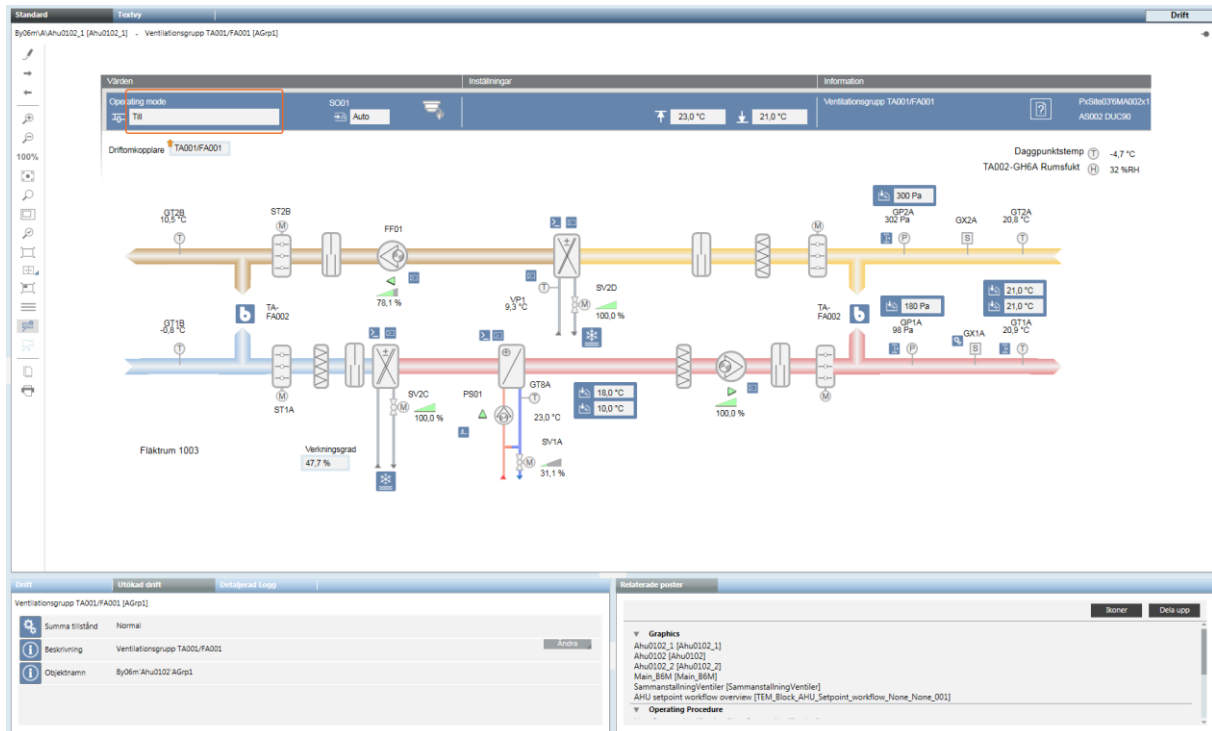 Standard Textvy Drift
By06m\A\Ahu0102_1 [Ahu0102_1] - Ventilationsgrupp TA001/FA001 [AGrp1]
Värden Inställningar Information
Operating mode SO01 Ventilationsgrupp TA001/FA001 PxSite03'6MA002x1
Till Auto 23,0 °C 21,0 °C AS002 DUC90
Driftomkopplare TA001/FA001
Daggpunktstemp T -4,7 °C
TA002-GH6A Rumsfukt H 32 %RH
100%
300 Pa
GT2B ST2B GP2A GX2A GT2A
10,5 °C 302 Pa 20,8 °C
FF01
T M M P S T
78,1 %
VP1 T SV2D
9,3 °C M 100,0 %
TA-FA002
TA-FA002
180 Pa 21,0 °C
21,0 °C
GT1B GP1A GX1A GT1A
-0,8 °C 98 Pa 20,9 °C
T P S T
M M
ST1A
SV2C PS01 GT8A
M 100,0 % T 23,0 °C
18,0 °C
10,0 °C
100,0 %
SV1A
M 31,1 %
Fläktrum 1003
Verkningsgrad
47,7 %
Drift Utökad drift Detaljerad Logg
Ventilationsgrupp TA001/FA001 [AGrp1]
Summa tillstånd Normal
Beskrivning Ventilationsgrupp TA001/FA001 Ändra
Objektnamn By06m'Ahu0102'AGrp1
Relaterade poster
Ikoner Dela upp
Graphics
Ahu0102_1 [Ahu0102_1]
Ahu0102 [Ahu0102]
Ahu0102_2 [Ahu0102_2]
Main_B6M [Main_B6M]
SammanstallningVentiler [SammanstallningVentiler]
AHU setpoint workflow overview [TEM_Block_AHU_Setpoint_workflow_None_None_001]
Operating Procedure